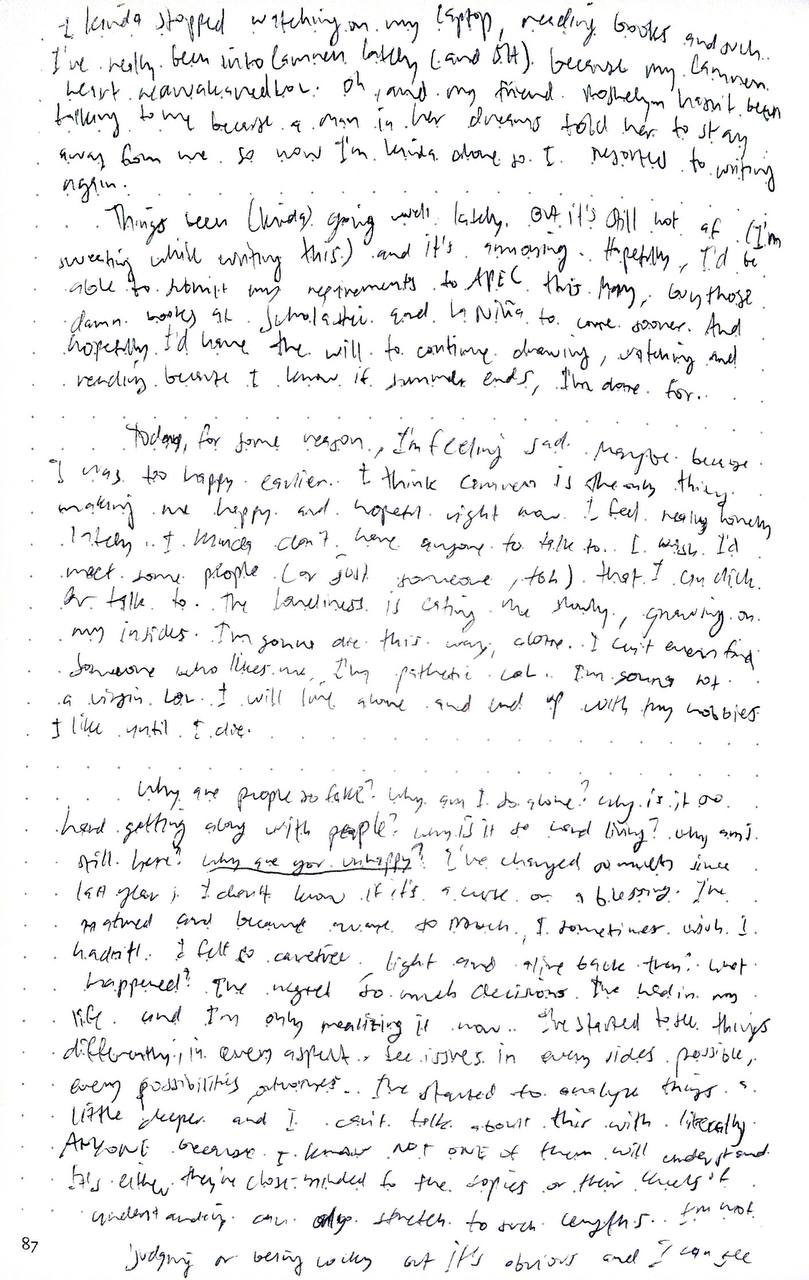 I kinda stopped watching on my laptop, reading books and such.
I've really been into Camren lately (and 5H) because my Camren
heart reawakened lol. Oh, and my friend hasn't been
talking to me because a man in her dreams told her to stay
away from me. so now I'm kinda alone so I resorted to writing
again.
Things been (kinda) going well lately. But it's still hot af (I'm
sweating while writing this) and it's annoying. Hopefully, I'd be
able to submit my requirements to APEC this May, buy those
damn books at Scholastic and La Niña to come sooner. And
hopefully I'd have the will to continue drawing, watching and
reading because I know if summer ends, I'm done for.
Today, for some reason, I'm feeling sad. Maybe because
I was too happy earlier. I think Camren is the only thing
making me happy and hopeful right now. I feel really lonely
lately. I kinda don't have anyone to talk to. I wish I'd
meet some people (or just someone, tbh) that I can click
or talk to. The loneliness is eating me slowly, gnawing on
my insides. I'm gonna die this way, alone. I can't even find
someone who likes me, I'm pathetic lol. I'm gonna rot
a virgin lol. I will live alone and end up with my hobbies
I like until I die.
Why are people so fake? Why am I so alone? Why is it so
hard getting along with people? Why is it so hard living? Why am I
still here? Why are you unhappy? I've changed so much since
last year; I don't know if it's a curse or a blessing. I've
matured and became aware so much, I sometimes wish I
hadn't. I felt so carefree, light and alive back then. What
happened? I've regret so much decisions I've had in my
life and I'm only realizing it now. I've started to see things
differently, in every aspect. See issues in every sides possible,
every possibilities outcomes. I've started to analyze things a
little deeper and I can't talk about this with literally
ANYONE because I know NOT ONE of them will understand.
It's either they're close-minded to the topics or their levels of
understanding can only stretch to such lengths. I'm not
judging or being cocky but it's obvious and I can see
87